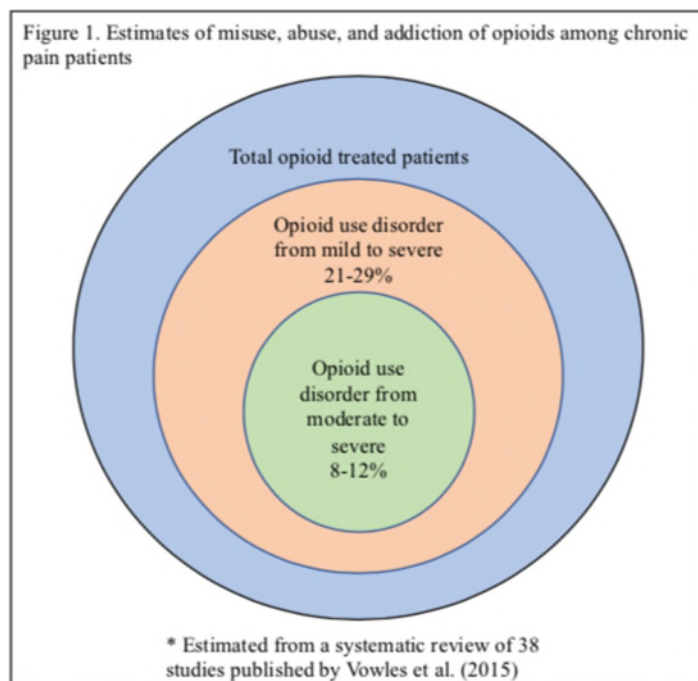 Figure 1. Estimates of misuse, abuse, and addiction of opioids among chronic
pain patients
Total opioid treated patients
Opioid use disorder
from mild to severe
21-29%
Opioid use
disorder from
moderate to
severe
8-12%
* Estimated from a systematic review of 38
studies published by Vowles et al. (2015)